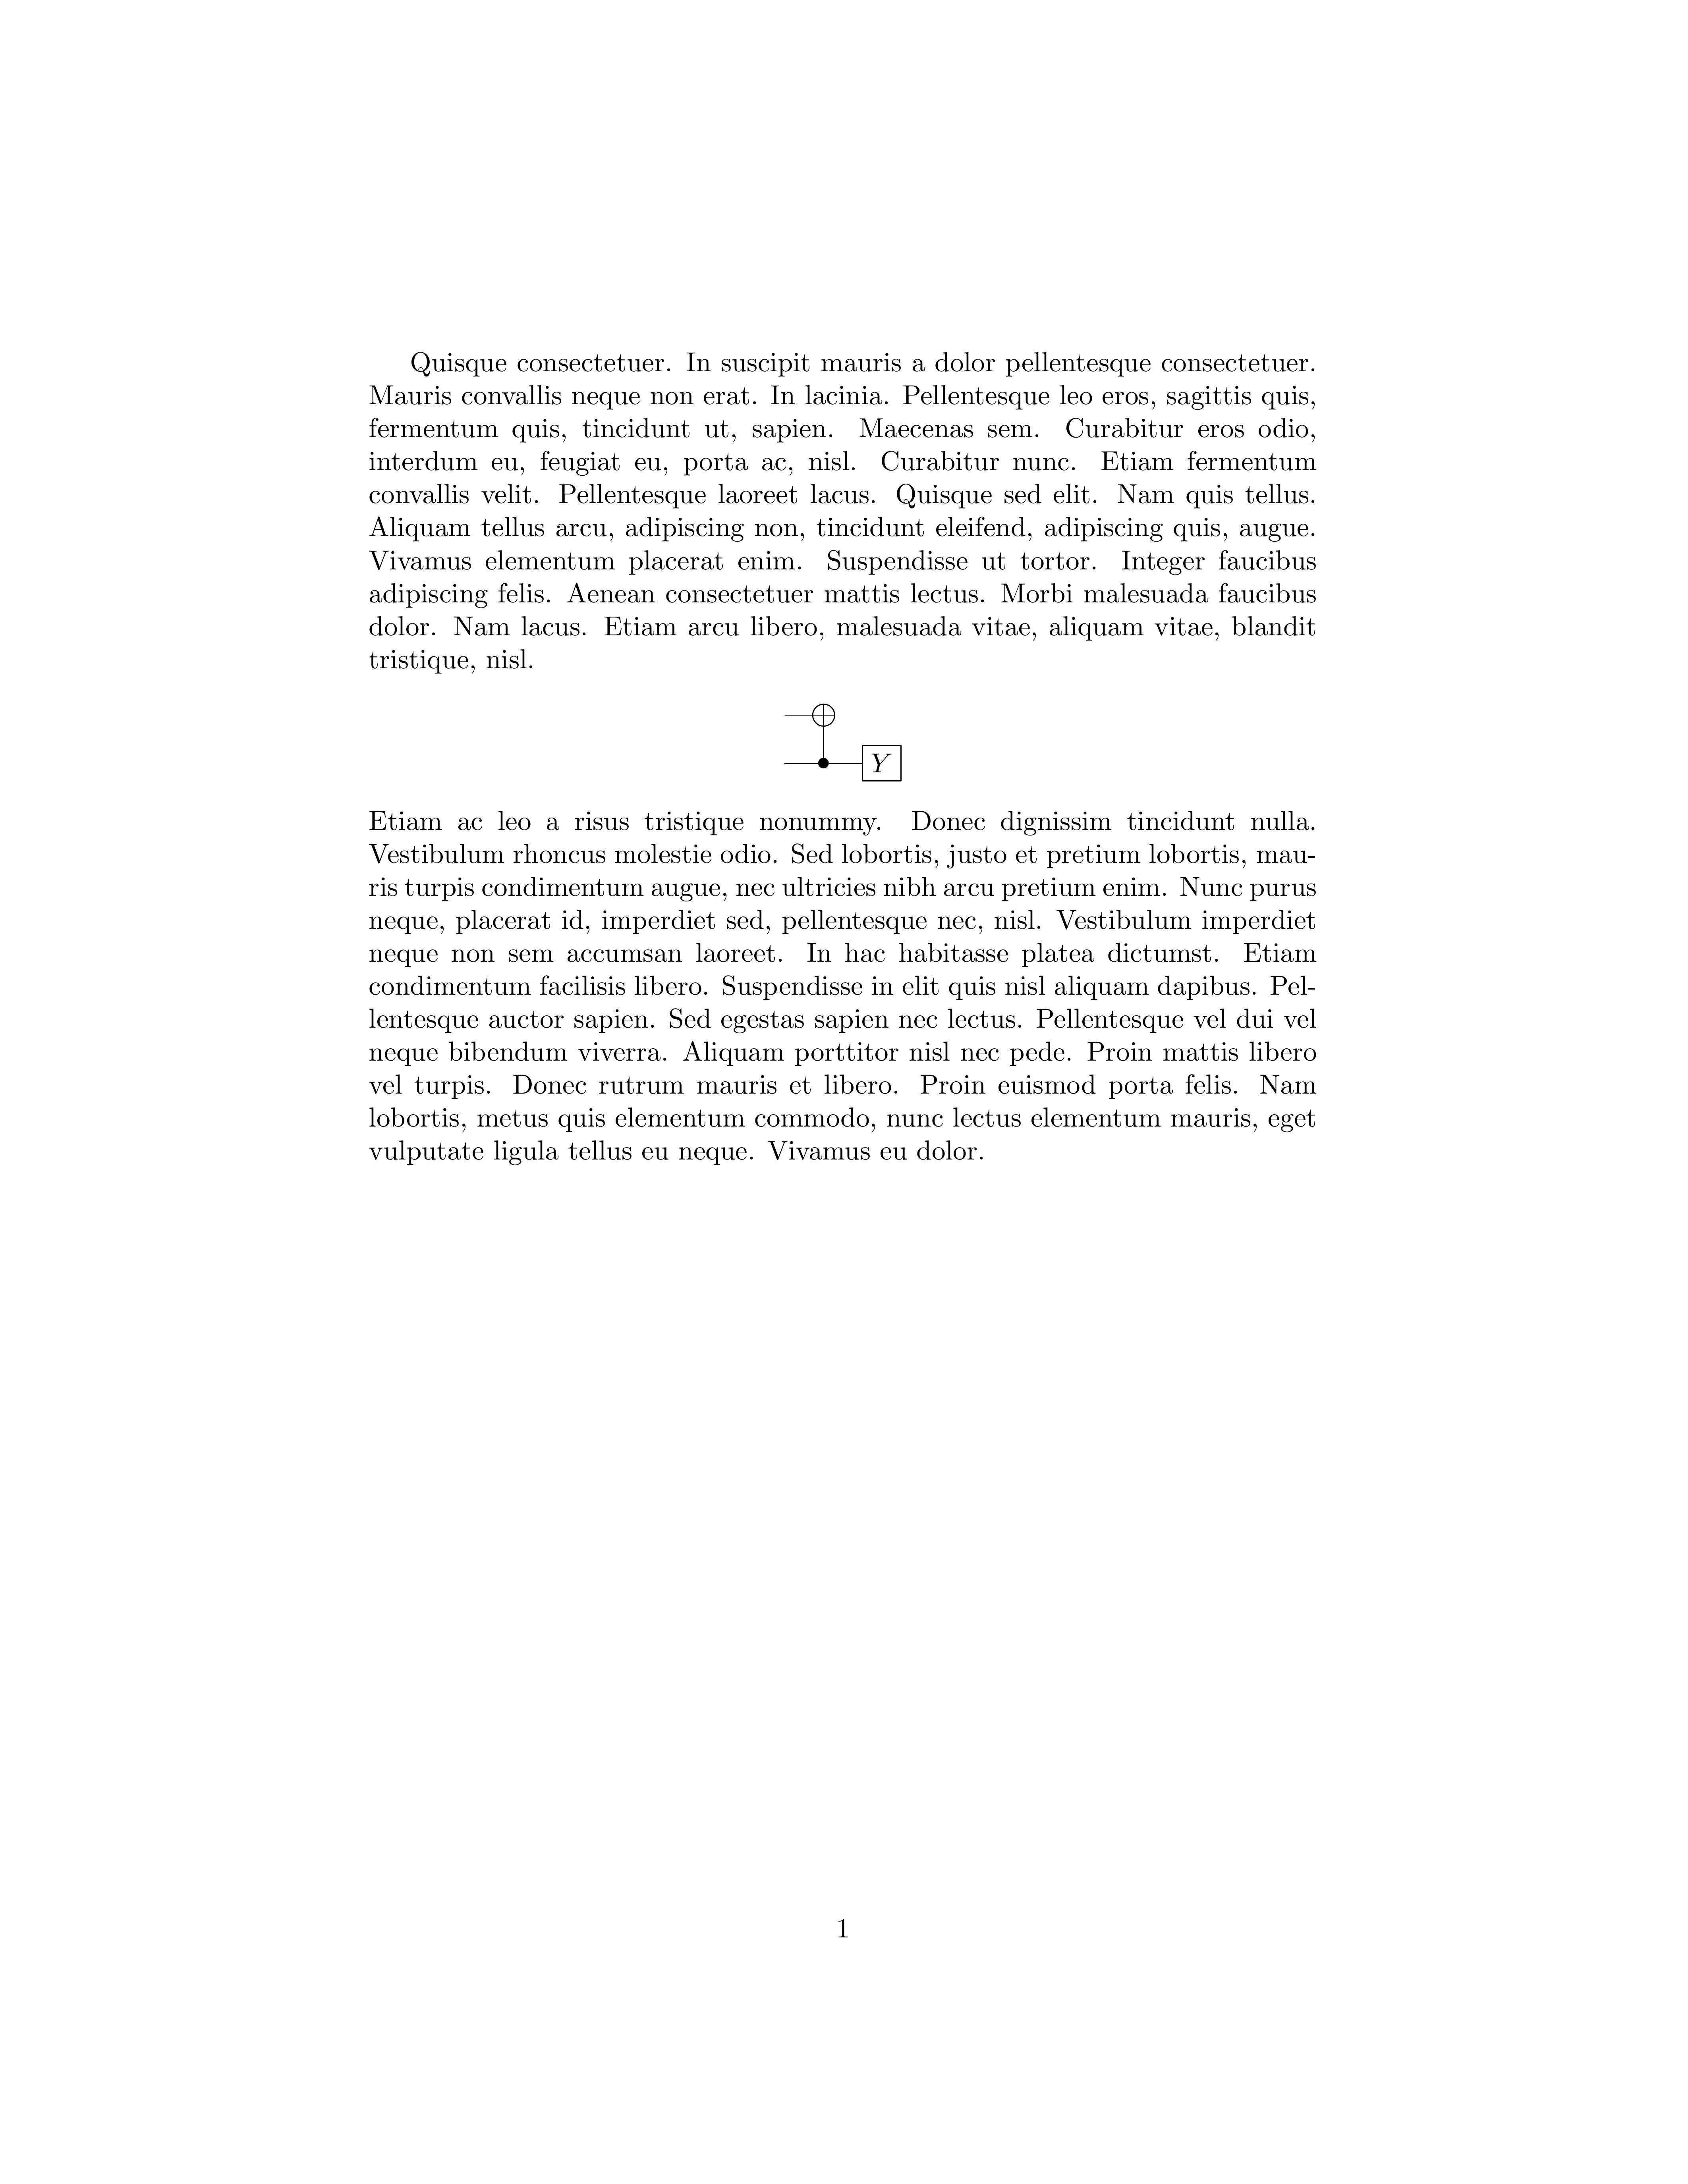 Quisque consectetuer. In suscipit mauris a dolor pellentesque consectetuer.
Mauris convallis neque non erat. In lacinia. Pellentesque leo eros, sagittis quis,
fermentum quis, tincidunt ut, sapien. Maecenas sem. Curabitur eros odio,
interdum eu, feugiat eu, porta ac, nisl. Curabitur nunc. Etiam fermentum
convallis velit. Pellentesque laoreet lacus. Quisque sed elit. Nam quis tellus.
Aliquam tellus arcu, adipiscing non, tincidunt eleifend, adipiscing quis, augue.
Vivamus elementum placerat enim. Suspendisse ut tortor. Integer faucibus
adipiscing felis. Aenean consectetuer mattis lectus. Morbi malesuada faucibus
dolor. Nam lacus. Etiam arcu libero, malesuada vitae, aliquam vitae, blandit
tristique, nisl.
Y
Etiam ac leo a risus tristique nonummy. Donec dignissim tincidunt nulla.
Vestibulum rhoncus molestie odio. Sed lobortis, justo et pretium lobortis, mau-
ris turpis condimentum augue, nec ultricies nibh arcu pretium enim. Nunc purus
neque, placerat id, imperdiet sed, pellentesque nec, nisl. Vestibulum imperdiet
neque non sem accumsan laoreet. In hac habitasse platea dictumst. Etiam
condimentum facilisis libero. Suspendisse in elit quis nisl aliquam dapibus. Pel-
lentesque auctor sapien. Sed egestas sapien nec lectus. Pellentesque vel dui vel
neque bibendum viverra. Aliquam porttitor nisl nec pede. Proin mattis libero
vel turpis. Donec rutrum mauris et libero. Proin euismod porta felis. Nam
lobortis, metus quis elementum commodo, nunc lectus elementum mauris, eget
vulputate ligula tellus eu neque. Vivamus eu dolor.
1